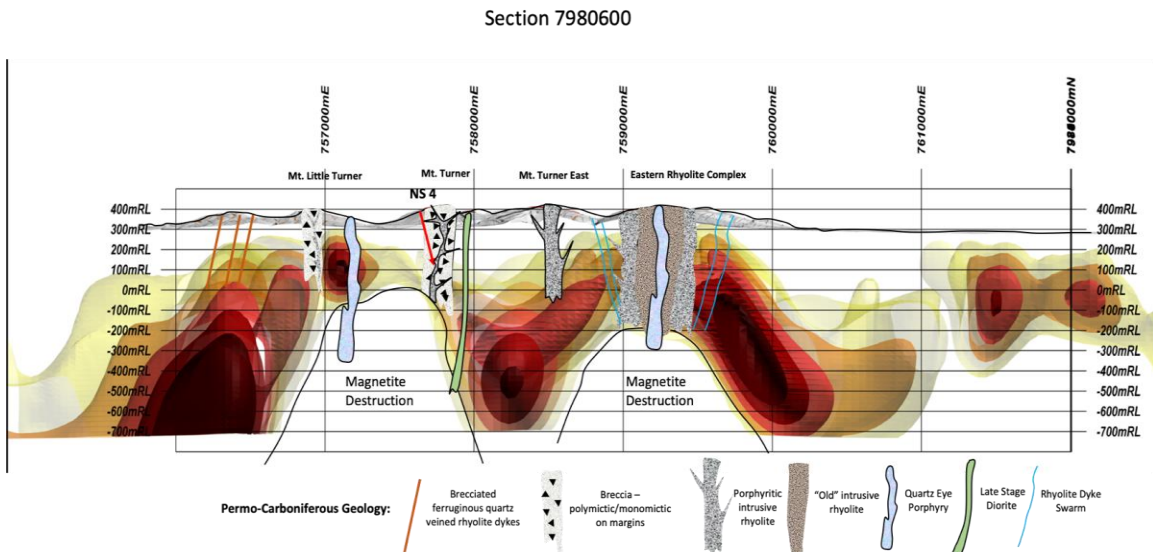 Section 7980600
757000mE
758000mE
759000mE
760000mE
761000mE
000mN
Mt. Little Turner
Mt. Turner
Mt. Turner East
Eastern Rhyolite Complex
NS 4
400mRL 400mRL
300mRL 300mRL
200mRL 200mRL
100mRL 100mRL
0mRL 0mRL
-100mRL -100mRL
-200mRL -200mRL
-300mRL -300mRL
-400mRL -400mRL
-500mRL -500mRL
-600mRL -600mRL
-700mRL -700mRL
Magnetite
Destruction
Magnetite
Destruction
Permo-Carboniferous Geology:
Brecciated
ferruginous quartz
veined rhyolite dykes
Breccia –
polymictic/monomictic
on margins
Porphyritic
intrusive
rhyolite
“Old” intrusive
rhyolite
Quartz Eye
Porphyry
Late Stage
Diorite
Rhyolite Dyke
Swarm